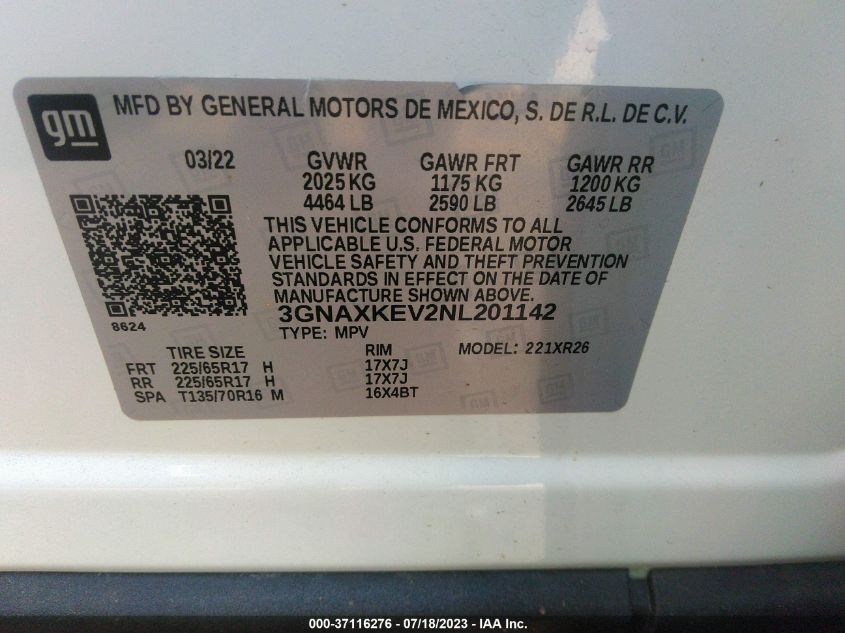 gm
MFD BY GENERAL MOTORS DE MEXICO, S. DE R.L. DE C.V.
03/22 GVWR GAWR FRT GAWR RR
2025 KG 1175 KG 1200 KG
4464 LB 2590 LB 2645 LB
THIS VEHICLE CONFORMS TO ALL
APPLICABLE U.S. FEDERAL MOTOR
VEHICLE SAFETY AND THEFT PREVENTION
STANDARDS IN EFFECT ON THE DATE OF
MANUFACTURE SHOWN ABOVE.
8624
3GNAXKEV2NL201142
TYPE: MPV
TIRE SIZE RIM MODEL: 221XR26
FRT 225/65R17 H 17X7J
RR 225/65R17 H 17X7J
SPA T135/70R16 M 16X4BT
000-37116276 - 07/18/2023 - IAA Inc.